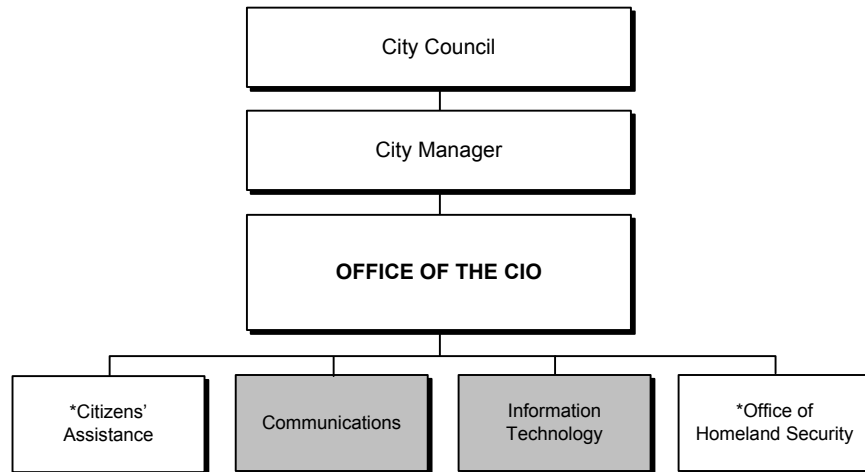 City Council
City Manager
OFFICE OF THE CIO
*Citizens’
Assistance
Communications
Information
Technology
*Office of
Homeland Security